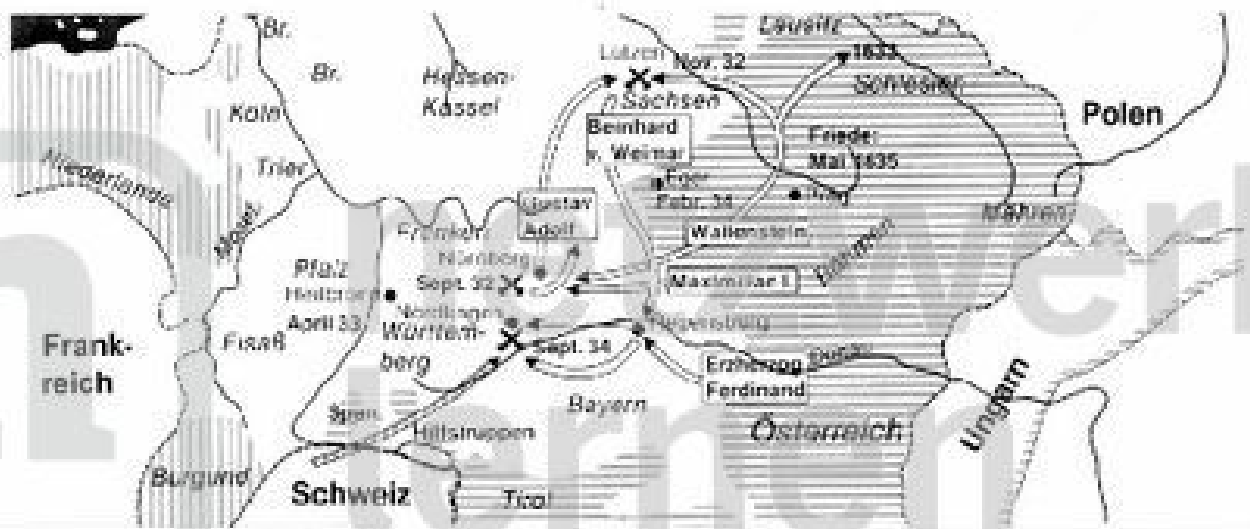 Br.
Lausitz
Br.
Hessen-
Kassel
Lützen
Nov. 32
1633
Schlesien
Sachsen
Köln
Polen
Bernhard
v. Weimar
Friede:
Mai 1635
Niederlande
Trier
Eger
Febr. 34
Prag
Gustav
Adolf
Mähren
Mosel
Franken
Wallenstein
Böhmen
Nürnberg
Pfalz
Sept. 32
Maximilian I.
Heilbronn
April 33
Nördlingen
Regensburg
Württem-
berg
Elsaß
Sept. 34
Frank-
reich
Donau
Erzherzog
Ferdinand
Ungarn
Bayern
Span.
Hilfstruppen
Österreich
Burgund
Schweiz
Tirol
lernen